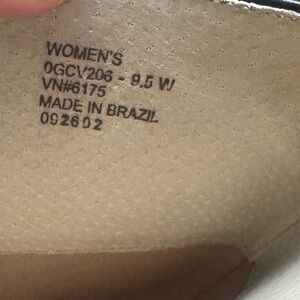 WOMEN'S
0GCV206 - 9.5 W
VN#6175
MADE IN BRAZIL
092602